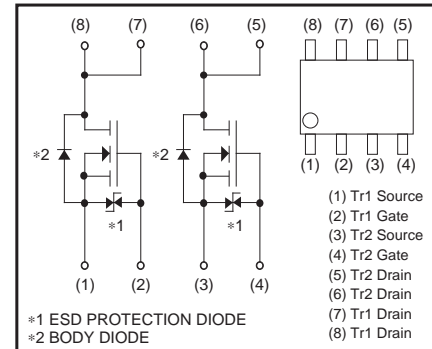 (8) (7) (6) (5)
(8) (7) (6) (5)
∗2 ∗2
∗1 ∗1
(1) (2) (3) (4)
(1) (2) (3) (4)
(1) Tr1 Source
(2) Tr1 Gate
(3) Tr2 Source
(4) Tr2 Gate
(5) Tr2 Drain
(6) Tr2 Drain
(7) Tr1 Drain
(8) Tr1 Drain
∗1 ESD PROTECTION DIODE
∗2 BODY DIODE